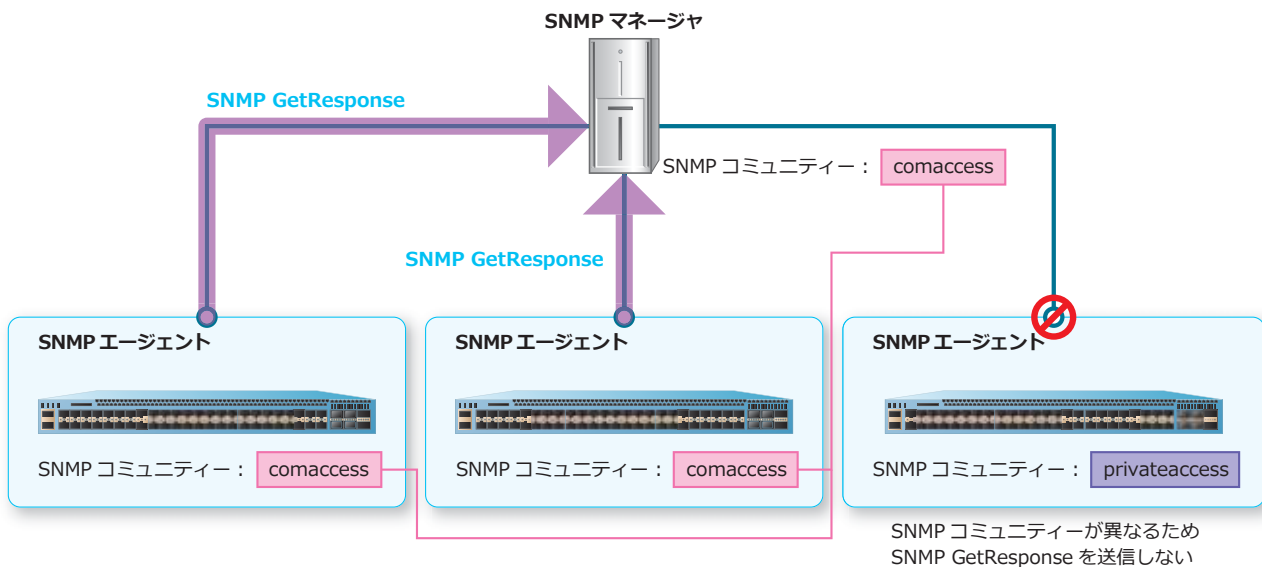 SNMP マネージャ
SNMP GetResponse
SNMP コミュニティー： comaccess
SNMP GetResponse
SNMP エージェント
SNMP コミュニティー： comaccess
SNMP エージェント
SNMP コミュニティー： comaccess
SNMP エージェント
SNMP コミュニティー： privateaccess
SNMP コミュニティーが異なるため
SNMP GetResponse を送信しない